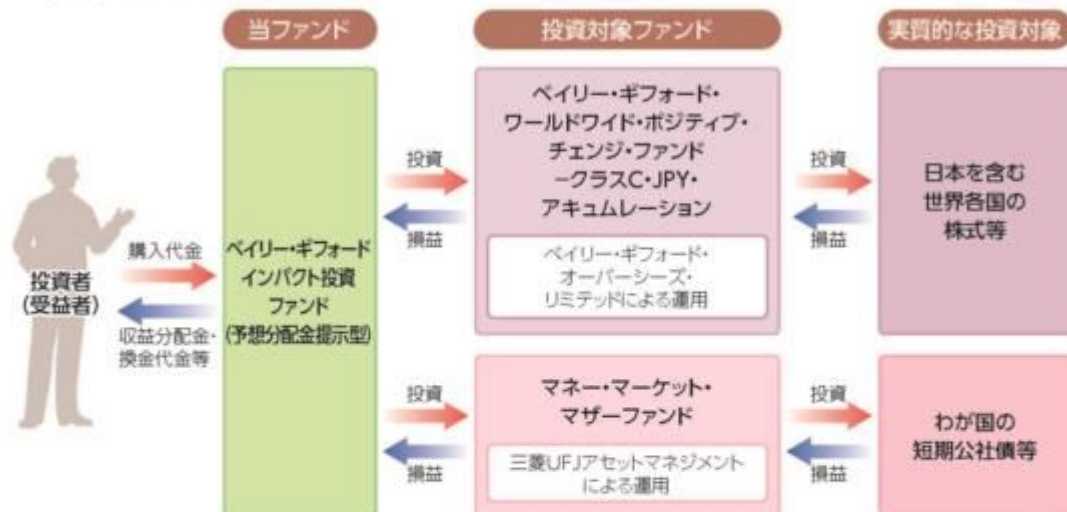 当ファンド
投資対象ファンド
実質的な投資対象
投資者
(受益者)
購入代金
収益分配金・
換金代金等
ベイリー・ギフォード
インパクト投資
ファンド
(予想分配金提示型)
投資
損益
ベイリー・ギフォード・
ワールドワイド・ポジティブ・
チェンジ・ファンド
－クラスC・JPY・
アキュムレーション
ベイリー・ギフォード・
オーバーシーズ・
リミテッドによる運用
投資
損益
日本を含む
世界各国の
株式等
投資
損益
マネー・マーケット・
マザーファンド
三菱UFJアセットマネジメント
による運用
投資
損益
わが国の
短期公社債等